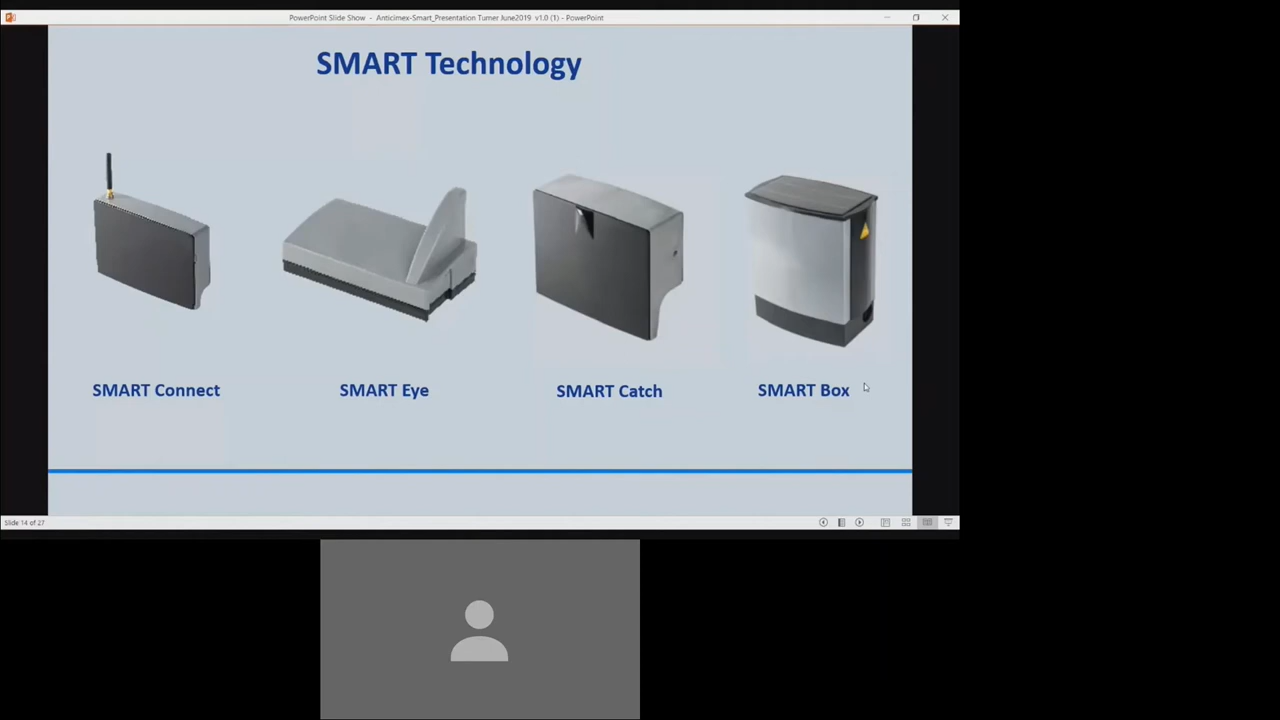 PowerPoint Slide Show - Anticimex-Smart_Presentation Turner June2019 v1.0 (1) - PowerPoint
SMART Technology
SMART Connect
SMART Eye
SMART Catch
SMART Box
Slide 14 of 27